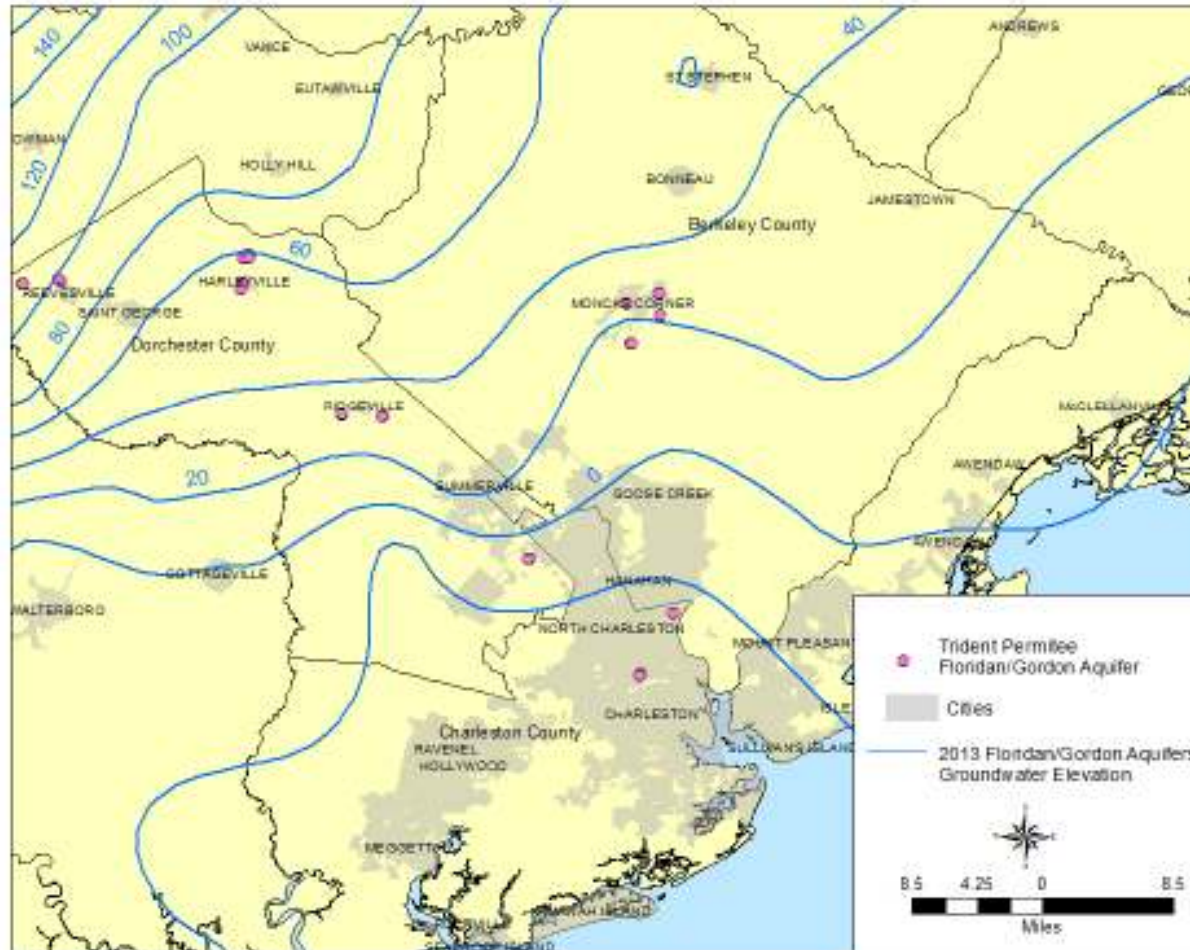 140
100
VANCE
40
ANDREWS
ST STEPHEN
EUTAWVILLE
120
HOLLY HILL
BONNEAU
JAMESTOWN
Berkeley County
60
REEVESVILLE
HARLEYVILLE
SAINT GEORGE
MONCKS CORNER
80
Dorchester County
RIDGEVILLE
MCCLELLANVILLE
AWENDAW
20
SUMMERVILLE
0
GOOSE CREEK
COTTAGEVILLE
HANAHAN
WALTERBORO
NORTH CHARLESTON
MOUNT PLEASAN
CHARLESTON
ISLE
Charleston County
SULLIVANS ISLAND
RAVENEL
HOLLYWOOD
MEGGETT
Trident Permitee
Floridan/Gordon Aquifer
Cities
2013 Floridan/Gordon Aquifers
Groundwater Elevation
8.5 4.25 0 8.5
Miles